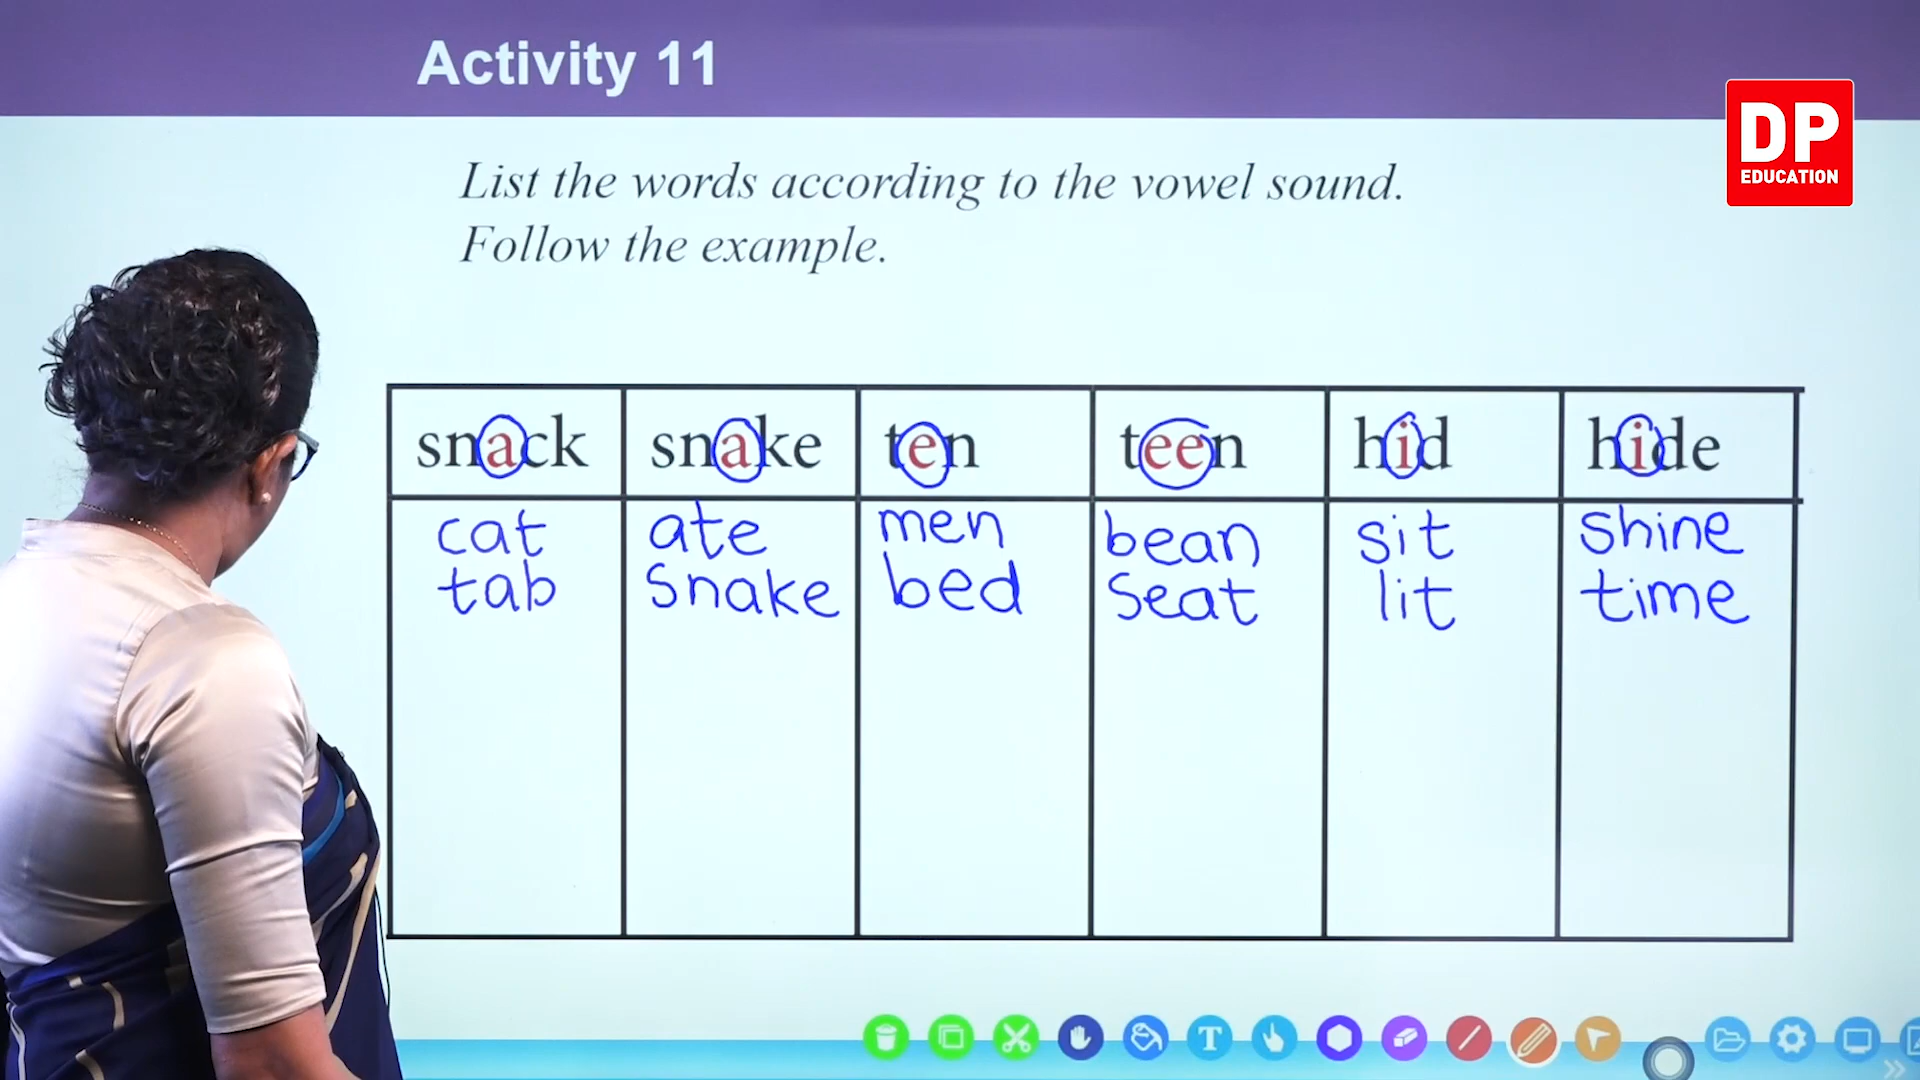 Activity 11
DP
EDUCATION
List the words according to the vowel sound.
Follow the example.
snack snake ten teen hid hide
cat ate men bean sit shine
tab snake bed seat lit time
T